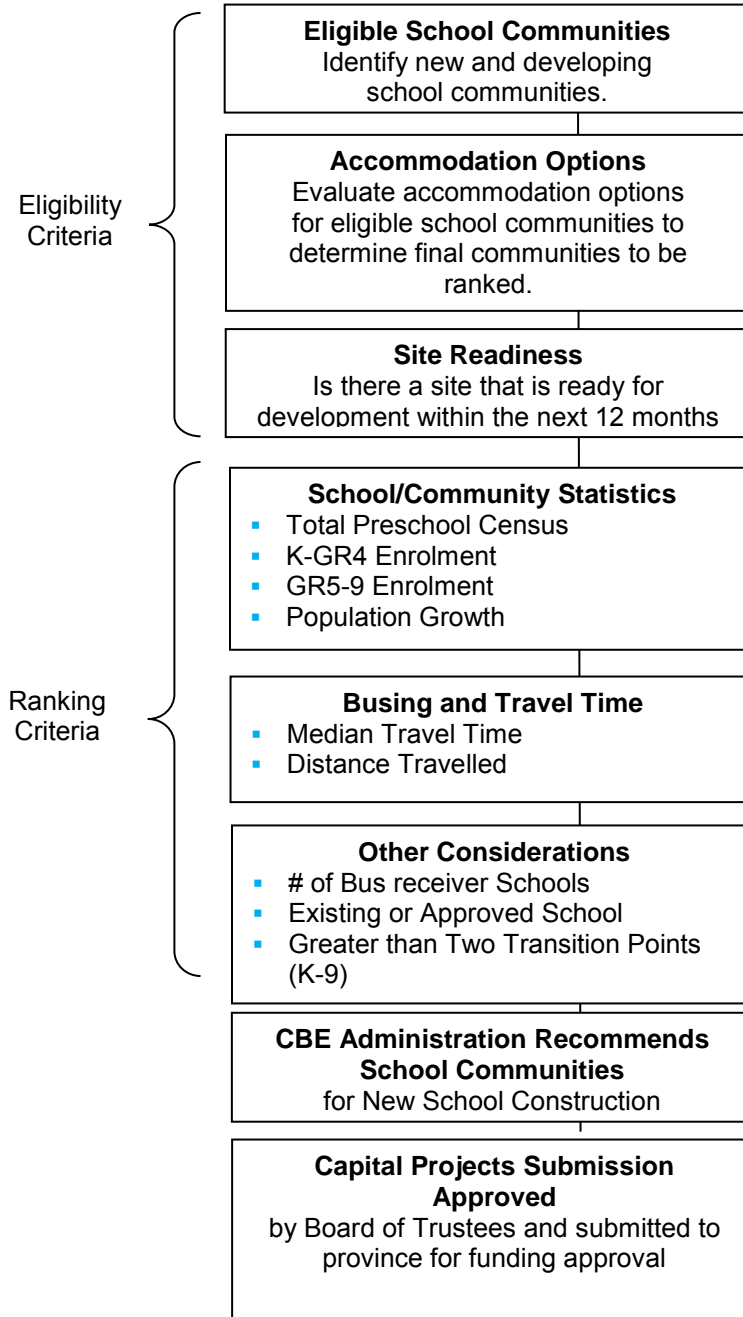 Eligible School Communities
Identify new and developing
school communities.
Accommodation Options
Evaluate accommodation options
for eligible school communities to
determine final communities to be
ranked.
Eligibility
Criteria
Site Readiness
Is there a site that is ready for
development within the next 12 months
School/Community Statistics
▪ Total Preschool Census
▪ K-GR4 Enrolment
▪ GR5-9 Enrolment
▪ Population Growth
Ranking
Criteria
Busing and Travel Time
▪ Median Travel Time
▪ Distance Travelled
Other Considerations
▪ # of Bus receiver Schools
▪ Existing or Approved School
▪ Greater than Two Transition Points
(K-9)
CBE Administration Recommends
School Communities
for New School Construction
Capital Projects Submission
Approved
by Board of Trustees and submitted to
province for funding approval